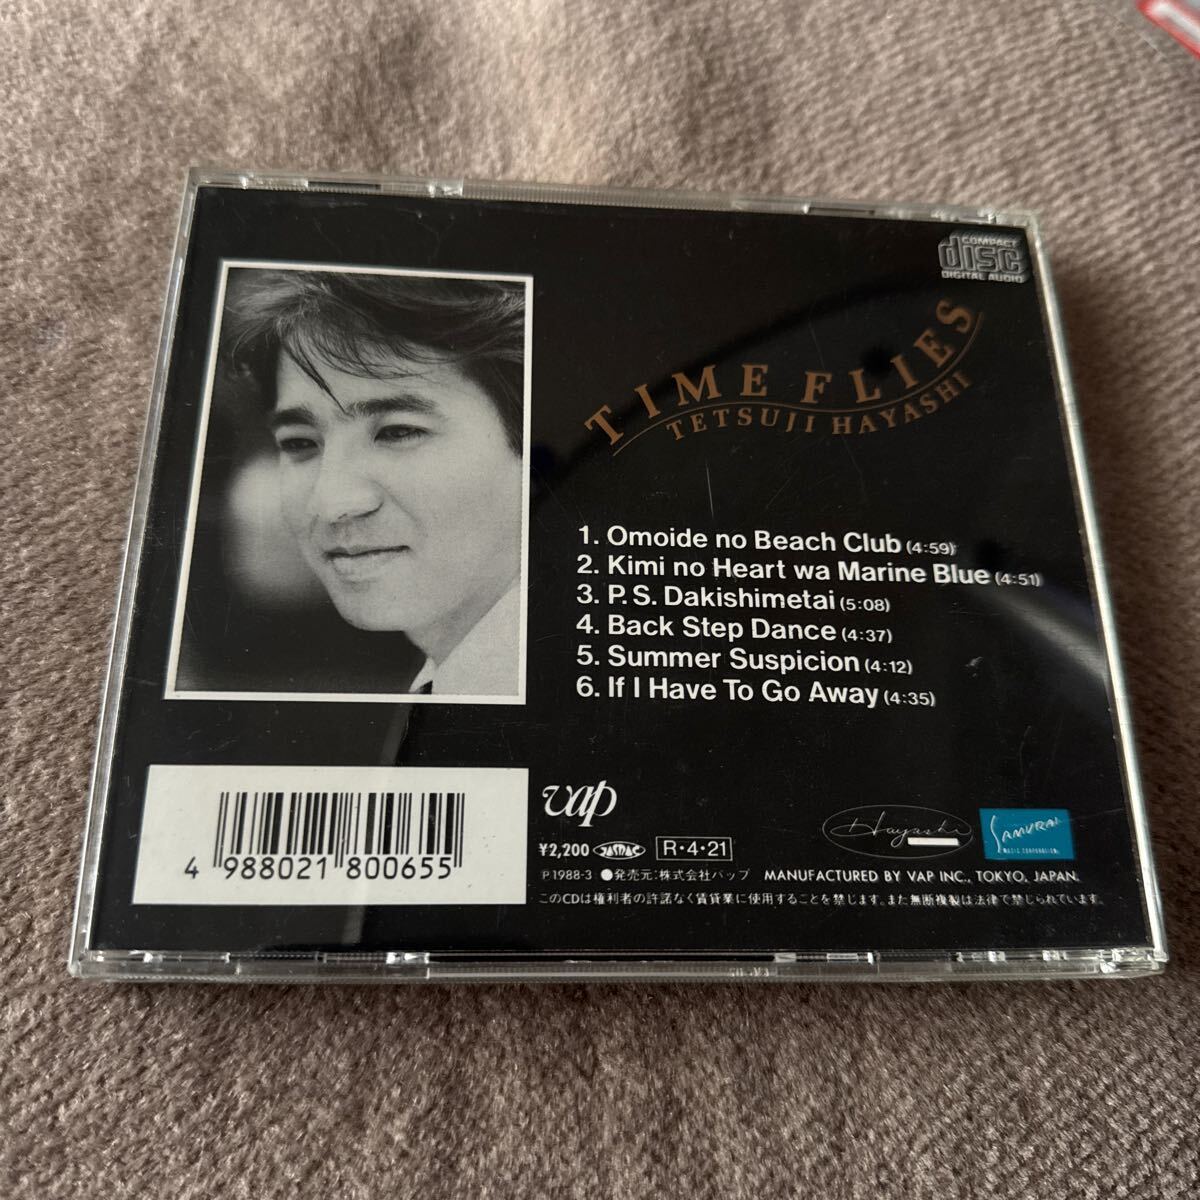 COMPACT
disc
DIGITAL AUDIO
TIME FLIES
TETSUJI HAYASHI
1. Omoide no Beach Club (4:59)
2. Kimi no Heart wa Marine Blue (4:51)
3. P.S. Dakishimetai (5:08)
4. Back Step Dance (4:37)
5. Summer Suspicion (4:12)
6. If I Have To Go Away (4:35)
4 988021 800655
vap
¥2,200 JASRAC R・4・21
Hayashi
SAMURAI
MUSIC CORPORATION
P1988-3 ●発売元:株式会社バップ MANUFACTURED BY VAP INC., TOKYO, JAPAN.
このCDは権利者の許諾なく賃貸業に使用することを禁じます。また無断複製は法律で禁じられています。